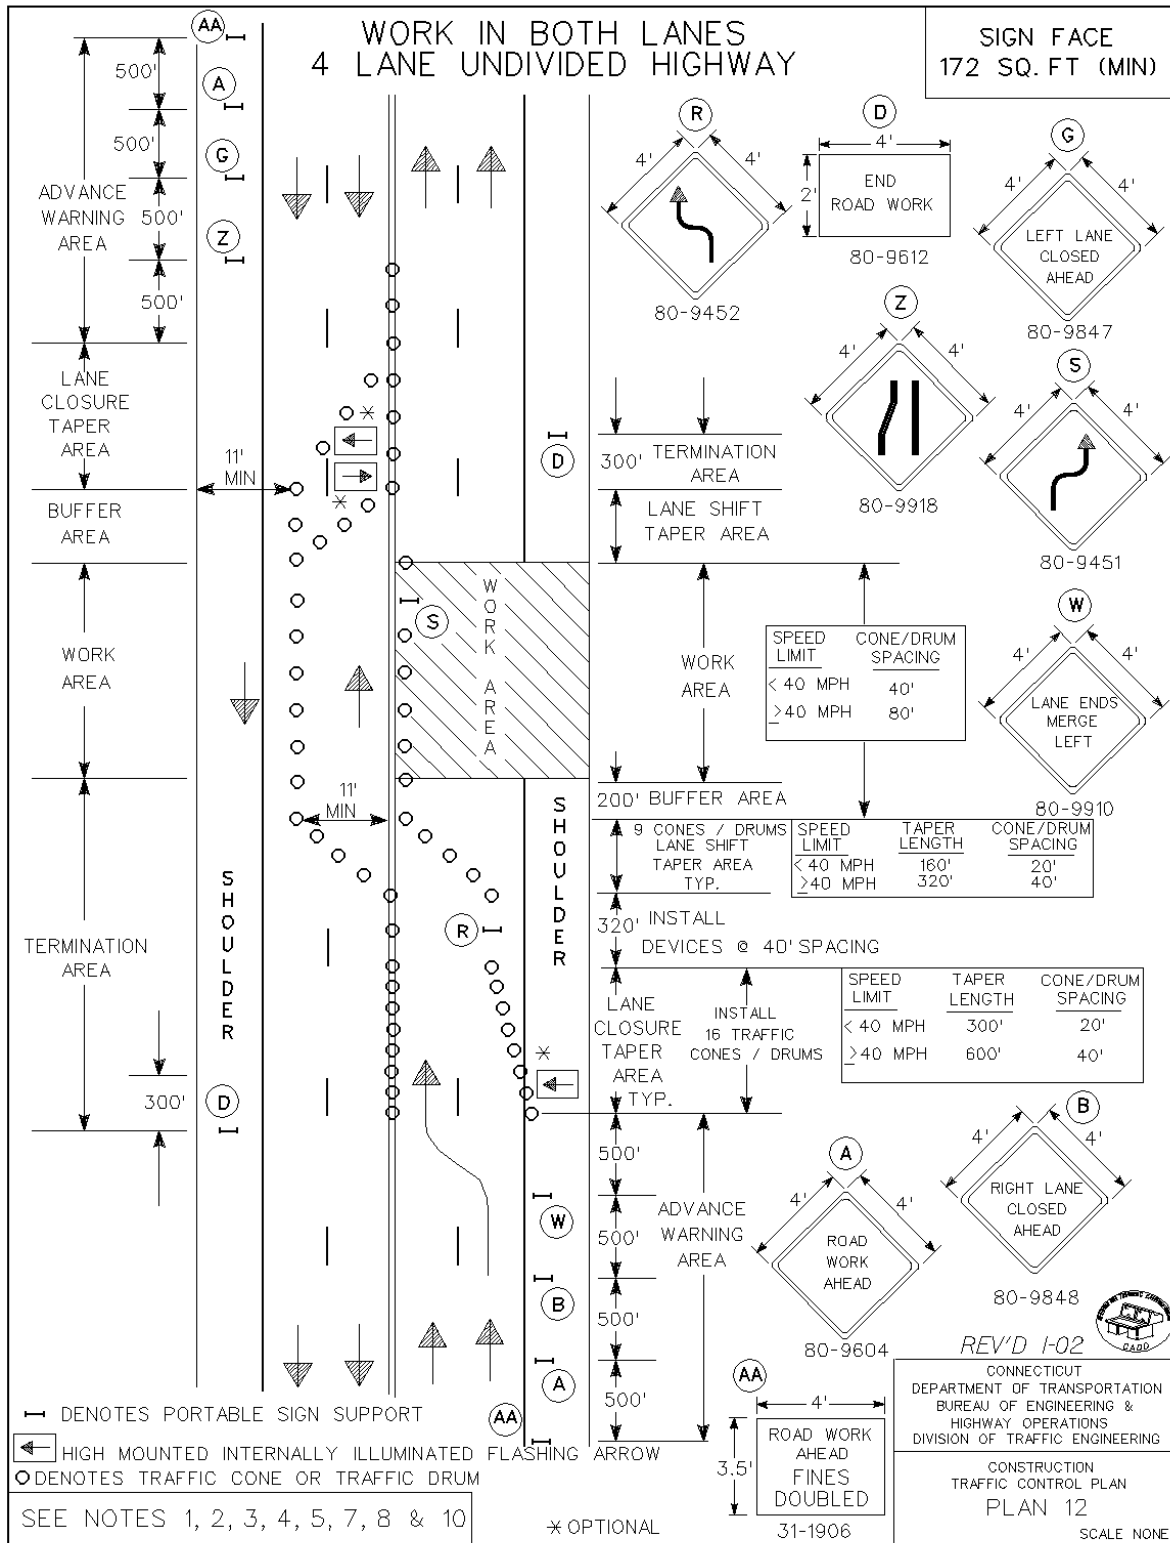 WORK IN BOTH LANES
4 LANE UNDIVIDED HIGHWAY
SIGN FACE
172 SQ. FT (MIN)
AA
500'
A
500'
G
500'
Z
500'
ADVANCE
WARNING
AREA
LANE
CLOSURE
TAPER
AREA
11'
MIN
BUFFER
AREA
WORK
AREA
TERMINATION
AREA
300'
D
SHOULDER
*
*
D
S
WORK AREA
11'
MIN
R
SHOULDER
*
W
B
A
AA
R
4' 4'
80-9452
D
4'
2'
END
ROAD WORK
80-9612
G
4' 4'
LEFT LANE
CLOSED
AHEAD
80-9847
Z
4' 4'
80-9918
S
4' 4'
80-9451
300' TERMINATION
AREA
LANE SHIFT
TAPER AREA
WORK
AREA
SPEED LIMIT CONE/DRUM SPACING
< 40 MPH 40'
≥40 MPH 80'
W
4' 4'
LANE ENDS
MERGE
LEFT
80-9910
200' BUFFER AREA
9 CONES / DRUMS
LANE SHIFT
TAPER AREA
TYP.
SPEED LIMIT TAPER LENGTH CONE/DRUM SPACING
< 40 MPH 160' 20'
≥40 MPH 320' 40'
320' INSTALL
DEVICES @ 40' SPACING
LANE
CLOSURE
TAPER
AREA
TYP.
INSTALL
16 TRAFFIC
CONES / DRUMS
SPEED LIMIT TAPER LENGTH CONE/DRUM SPACING
< 40 MPH 300' 20'
≥40 MPH 600' 40'
500'
500'
500'
500'
ADVANCE
WARNING
AREA
A
4' 4'
ROAD
WORK
AHEAD
80-9604
B
4' 4'
RIGHT LANE
CLOSED
AHEAD
80-9848
AA
4'
3.5'
ROAD WORK
AHEAD
FINES
DOUBLED
31-1906
REV'D 1-02
CADD
CONNECTICUT
DEPARTMENT OF TRANSPORTATION
BUREAU OF ENGINEERING &
HIGHWAY OPERATIONS
DIVISION OF TRAFFIC ENGINEERING
CONSTRUCTION
TRAFFIC CONTROL PLAN
PLAN 12
SCALE NONE
DENOTES PORTABLE SIGN SUPPORT
HIGH MOUNTED INTERNALLY ILLUMINATED FLASHING ARROW
DENOTES TRAFFIC CONE OR TRAFFIC DRUM
SEE NOTES 1, 2, 3, 4, 5, 7, 8 & 10
* OPTIONAL